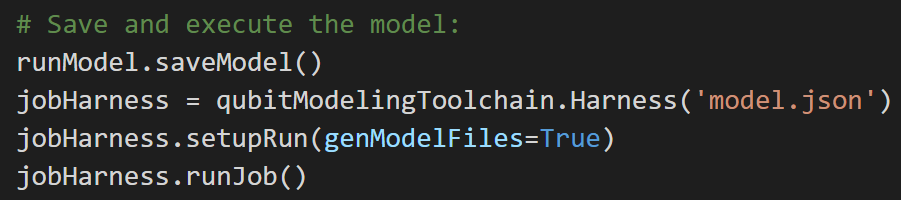 # Save and execute the model:
runModel.saveModel()
jobHarness = qubitModelingToolchain.Harness('model.json')
jobHarness.setupRun(genModelFiles=True)
jobHarness.runJob()